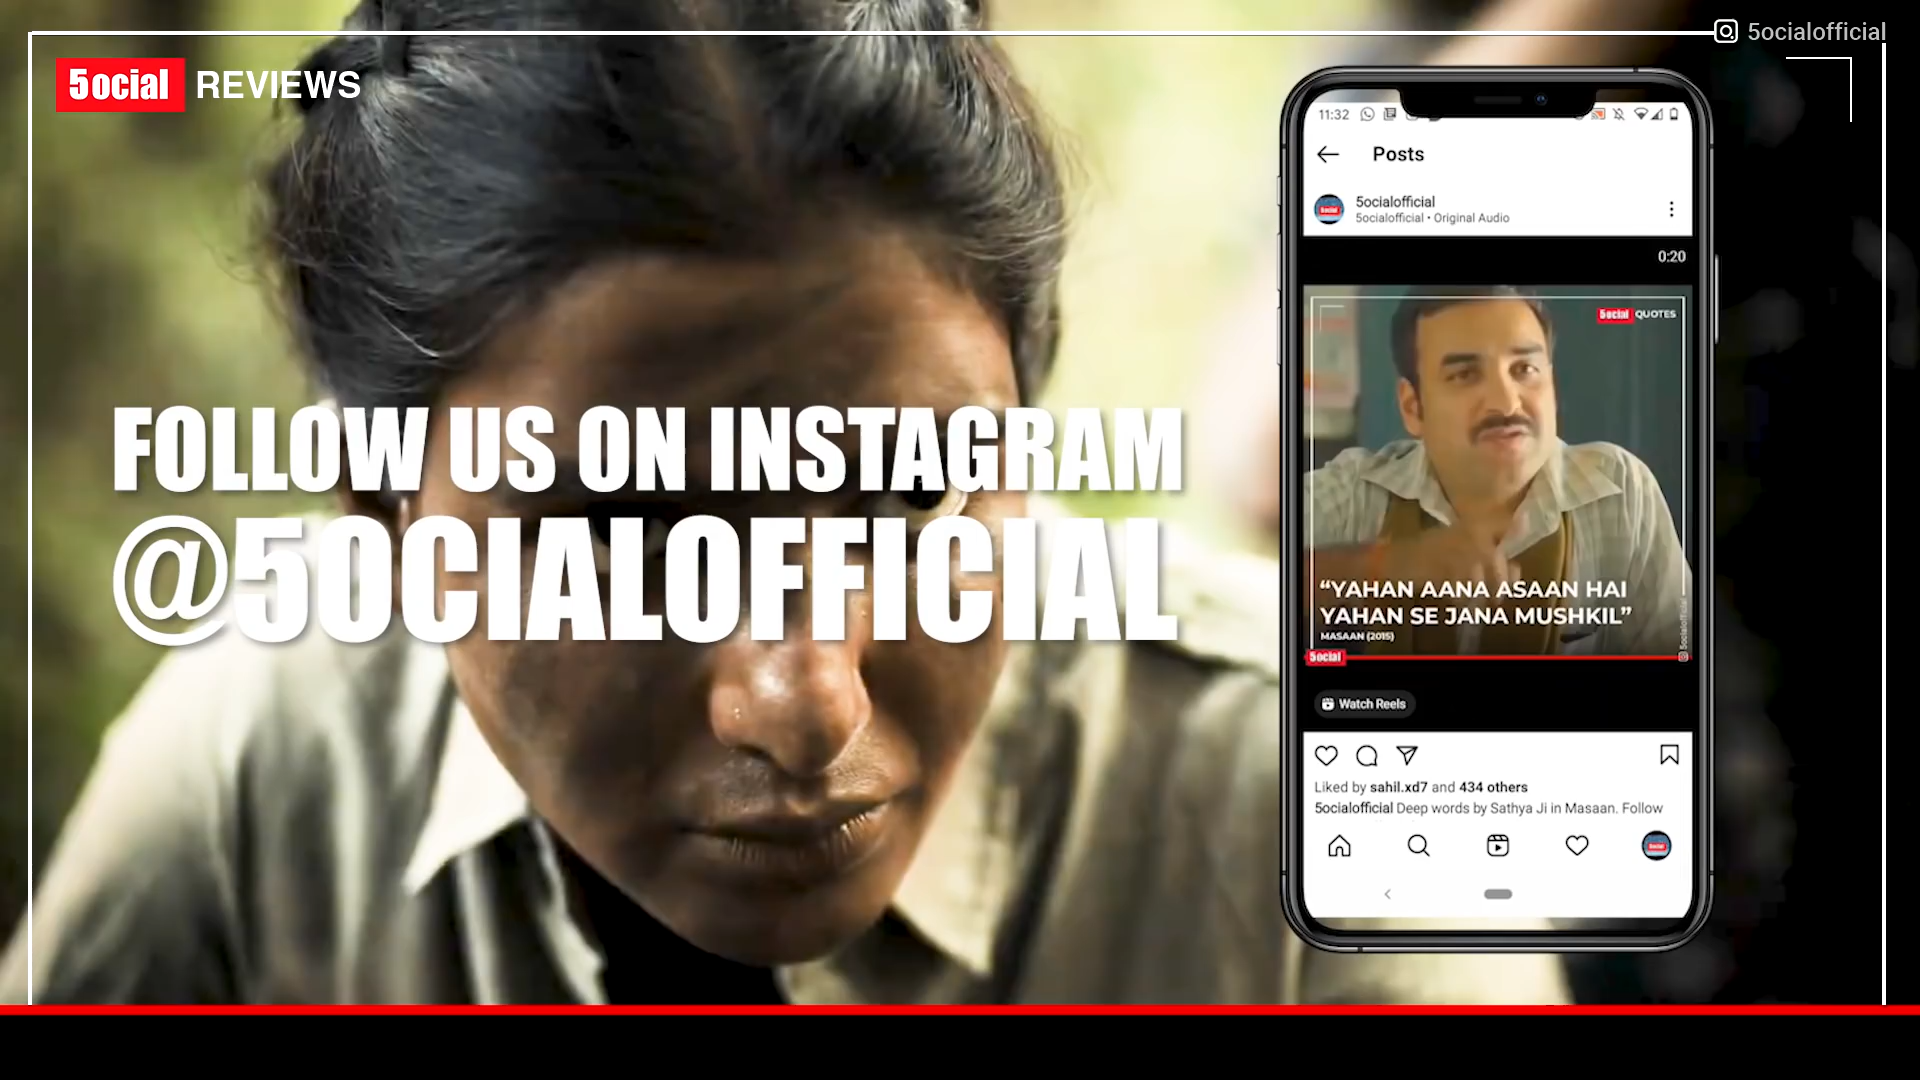 5ocialofficial
5ocial REVIEWS
FOLLOW US ON INSTAGRAM
@5OCIALOFFICIAL
11:32
Posts
5ocialofficial
5ocialofficial • Original Audio
0:20
5ocial QUOTES
“YAHAN AANA ASAAN HAI
YAHAN SE JANA MUSHKIL”
MASAAN (2015)
5ocialofficial
5ocial
Watch Reels
Liked by sahil.xd7 and 434 others
5ocialofficial Deep words by Sathya Ji in Masaan. Follow